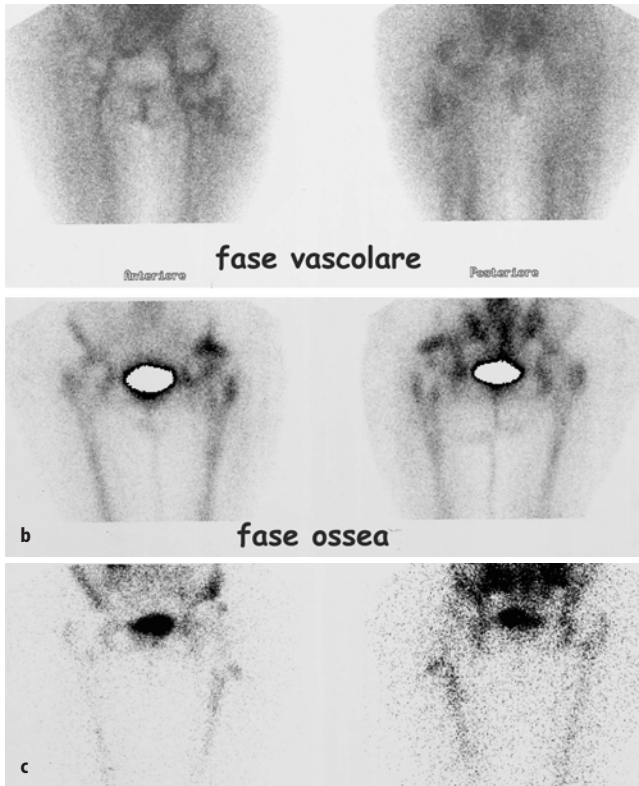 fase vascolare
Anteriore
Posteriore
b
fase ossea
c